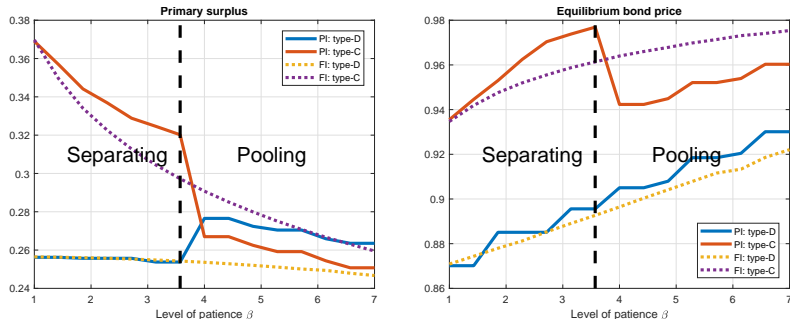 Primary surplus
0.38
0.36
0.34
0.32
0.3
0.28
0.26
0.24
1 2 3 4 5 6 7
Level of patience β
Separating
Pooling
PI: type-D
PI: type-C
FI: type-D
FI: type-C
Equilibrium bond price
0.98
0.96
0.94
0.92
0.9
0.88
0.86
1 2 3 4 5 6 7
Level of patience β
Separating
Pooling
PI: type-D
PI: type-C
FI: type-D
FI: type-C